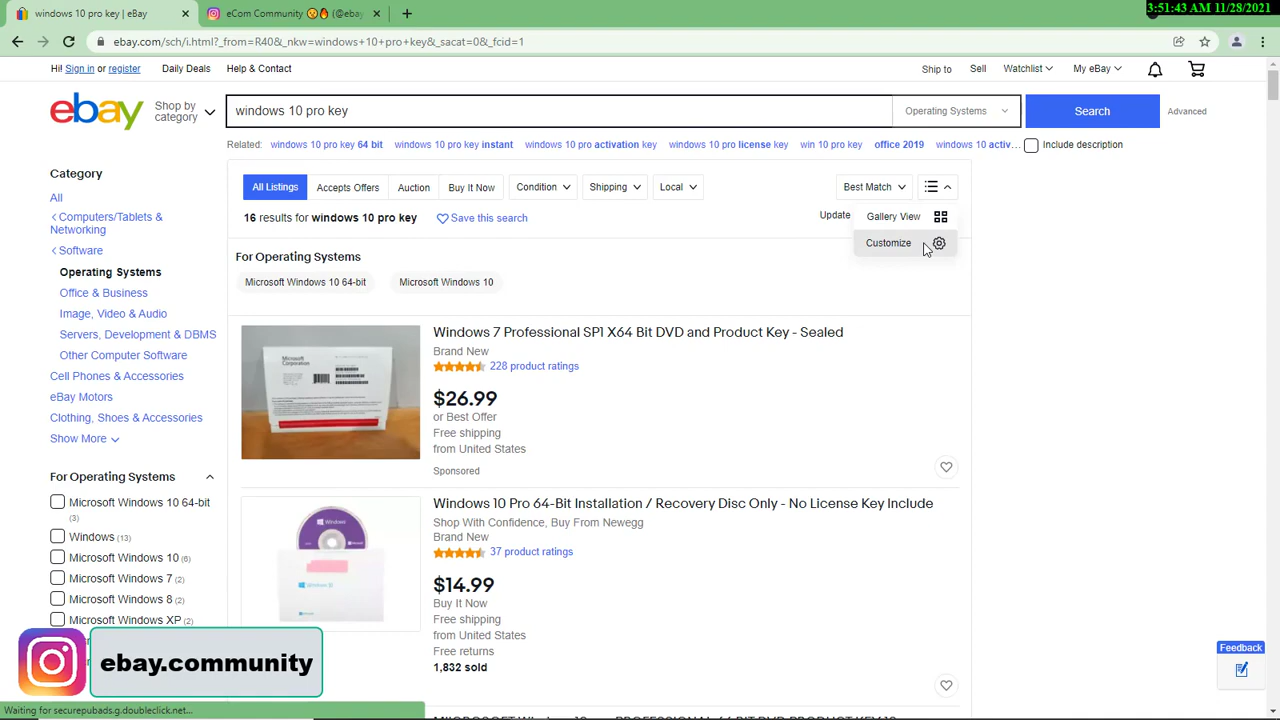 3:51:43 AM 11/28/2021
windows 10 pro key | eBay
eCom Community 😗🤗 (@ebay
ebay.com/sch/i.html?_from=R40&_nkw=windows+10+pro+key&_sacat=0&_fcid=1
Hi! Sign in or register
Daily Deals
Help & Contact
Ship to
Sell
Watchlist
My eBay
ebay
Shop by category
windows 10 pro key
Operating Systems
Search
Advanced
Related:
windows 10 pro key 64 bit
windows 10 pro key instant
windows 10 pro activation key
windows 10 pro license key
win 10 pro key
office 2019
windows 10 activ...
Include description
Category
All
Computers/Tablets &
Networking
Software
Operating Systems
Office & Business
Image, Video & Audio
Servers, Development & DBMS
Other Computer Software
Cell Phones & Accessories
eBay Motors
Clothing, Shoes & Accessories
Show More
For Operating Systems
Microsoft Windows 10 64-bit
(3)
Windows (13)
Microsoft Windows 10 (6)
Microsoft Windows 7 (2)
Microsoft Windows 8 (2)
Microsoft Windows XP (2)
All Listings
Accepts Offers
Auction
Buy It Now
Condition
Shipping
Local
Best Match
16 results for windows 10 pro key
Save this search
Update
Gallery View
Customize
For Operating Systems
Microsoft Windows 10 64-bit
Microsoft Windows 10
Windows 7 Professional SP1 X64 Bit DVD and Product Key - Sealed
Brand New
228 product ratings
$26.99
or Best Offer
Free shipping
from United States
Sponsored
Windows 10 Pro 64-Bit Installation / Recovery Disc Only - No License Key Include
Shop With Confidence, Buy From Newegg
Brand New
37 product ratings
$14.99
Buy It Now
Free shipping
from United States
Free returns
1,832 sold
Feedback
ebay.community
Waiting for securepubads.g.doubleclick.net...